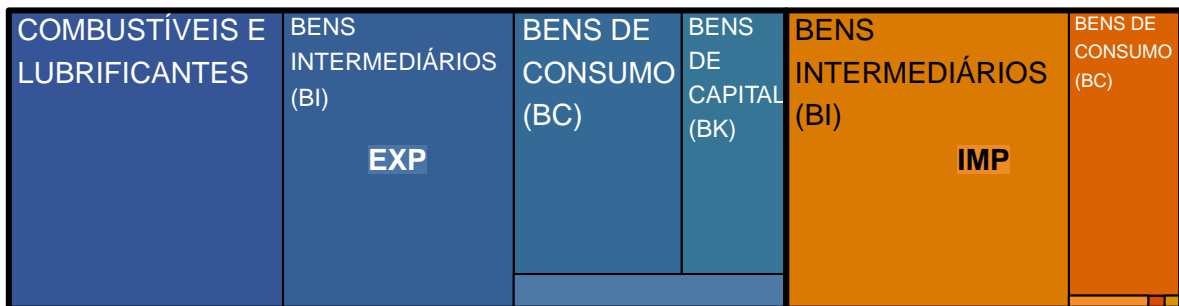 COMBUSTÍVEIS E
LUBRIFICANTES
BENS
INTERMEDIÁRIOS
(BI)
EXP
BENS DE
CONSUMO
(BC)
BENS
DE
CAPITAL
(BK)
BENS
INTERMEDIÁRIOS
(BI)
IMP
BENS DE
CONSUMO
(BC)